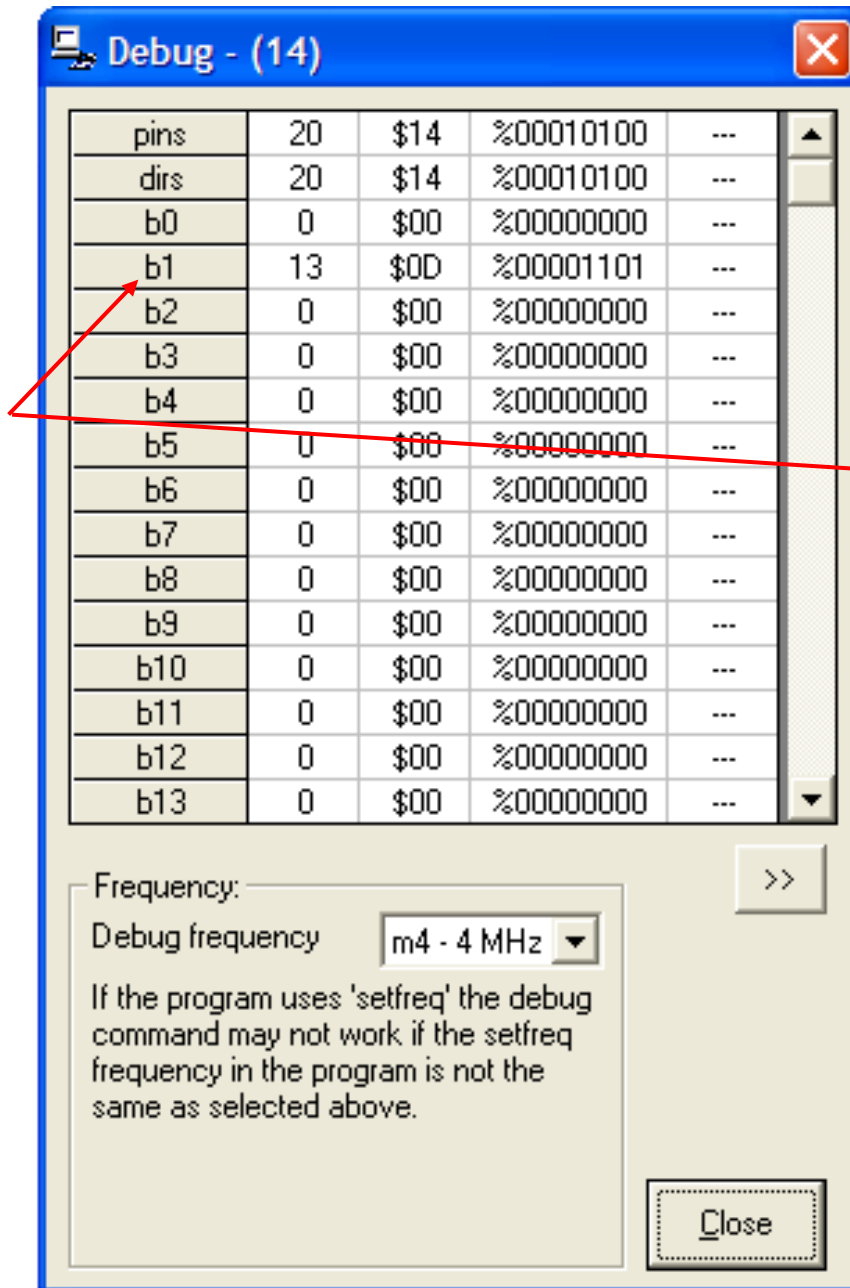 Debug - (14)
pins 20 $14 %00010100 ---
dirs 20 $14 %00010100 ---
b0 0 $00 %00000000 ---
b1 13 $0D %00001101 ---
b2 0 $00 %00000000 ---
b3 0 $00 %00000000 ---
b4 0 $00 %00000000 ---
b5 0 $00 %00000000 ---
b6 0 $00 %00000000 ---
b7 0 $00 %00000000 ---
b8 0 $00 %00000000 ---
b9 0 $00 %00000000 ---
b10 0 $00 %00000000 ---
b11 0 $00 %00000000 ---
b12 0 $00 %00000000 ---
b13 0 $00 %00000000 ---
>>
Frequency:
Debug frequency m4 - 4 MHz
If the program uses 'setfreq' the debug
command may not work if the setfreq
frequency in the program is not the
same as selected above.
Close